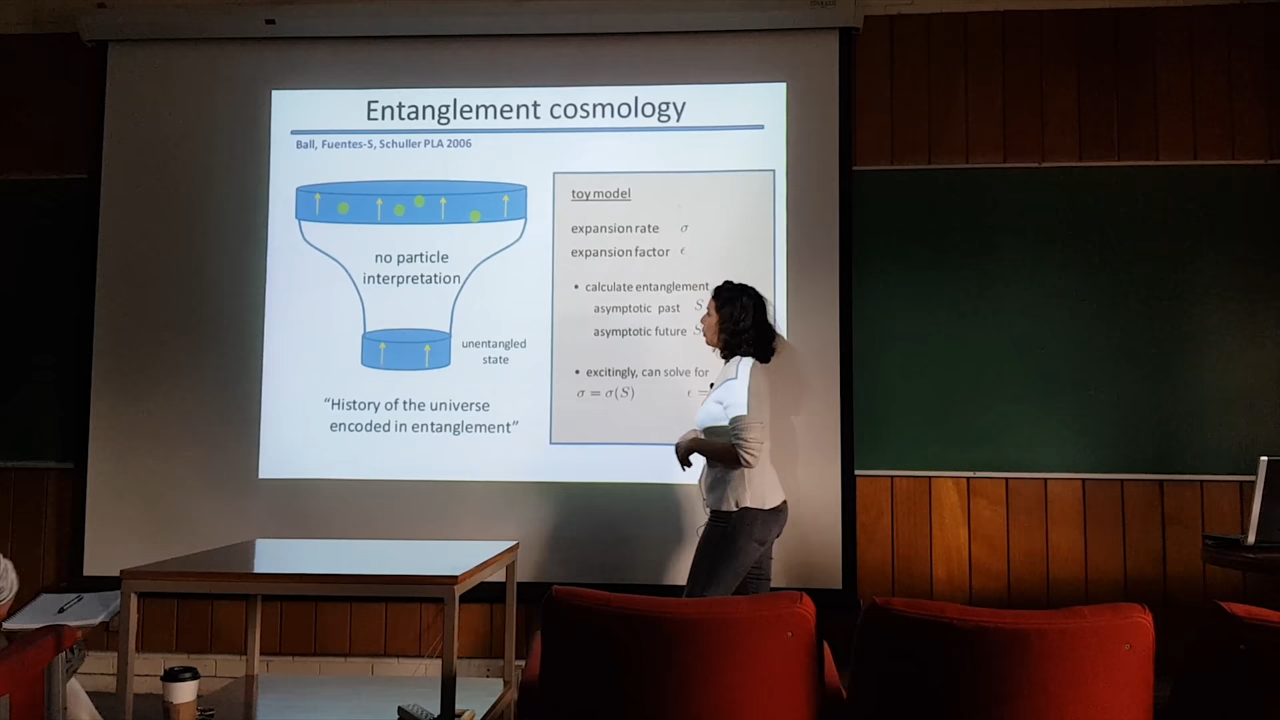 Entanglement cosmology
Ball, Fuentes-S, Schuller PLA 2006
no particle
interpretation
unentangled
state
“History of the universe
encoded in entanglement”
toy model
expansion rate σ
expansion factor ϵ
• calculate entanglement
asymptotic past S
asymptotic future S
• excitingly, can solve for
σ = σ(S) ϵ =